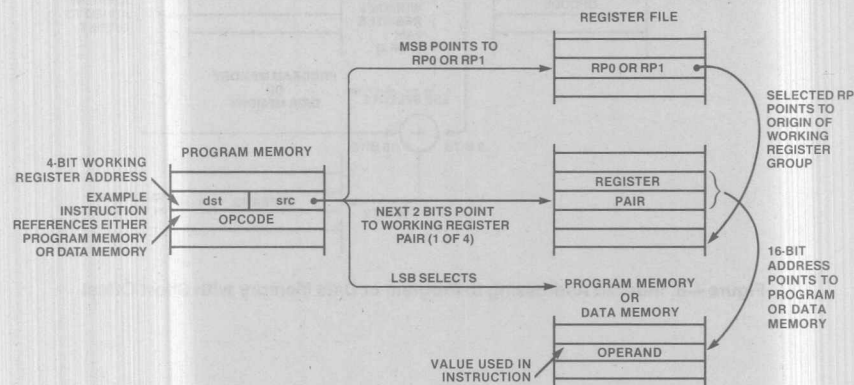 REGISTER FILE
MSB POINTS TO
RP0 OR RP1
RP0 OR RP1
SELECTED RP
POINTS TO
ORIGIN OF
WORKING
REGISTER
GROUP
PROGRAM MEMORY
4-BIT WORKING
REGISTER ADDRESS
dst src
OPCODE
EXAMPLE
INSTRUCTION
REFERENCES EITHER
PROGRAM MEMORY
OR DATA MEMORY
REGISTER
PAIR
NEXT 2 BITS POINT
TO WORKING REGISTER
PAIR (1 OF 4)
LSB SELECTS
PROGRAM MEMORY
OR
DATA MEMORY
16-BIT
ADDRESS
POINTS TO
PROGRAM
OR DATA
MEMORY
OPERAND
VALUE USED IN
INSTRUCTION